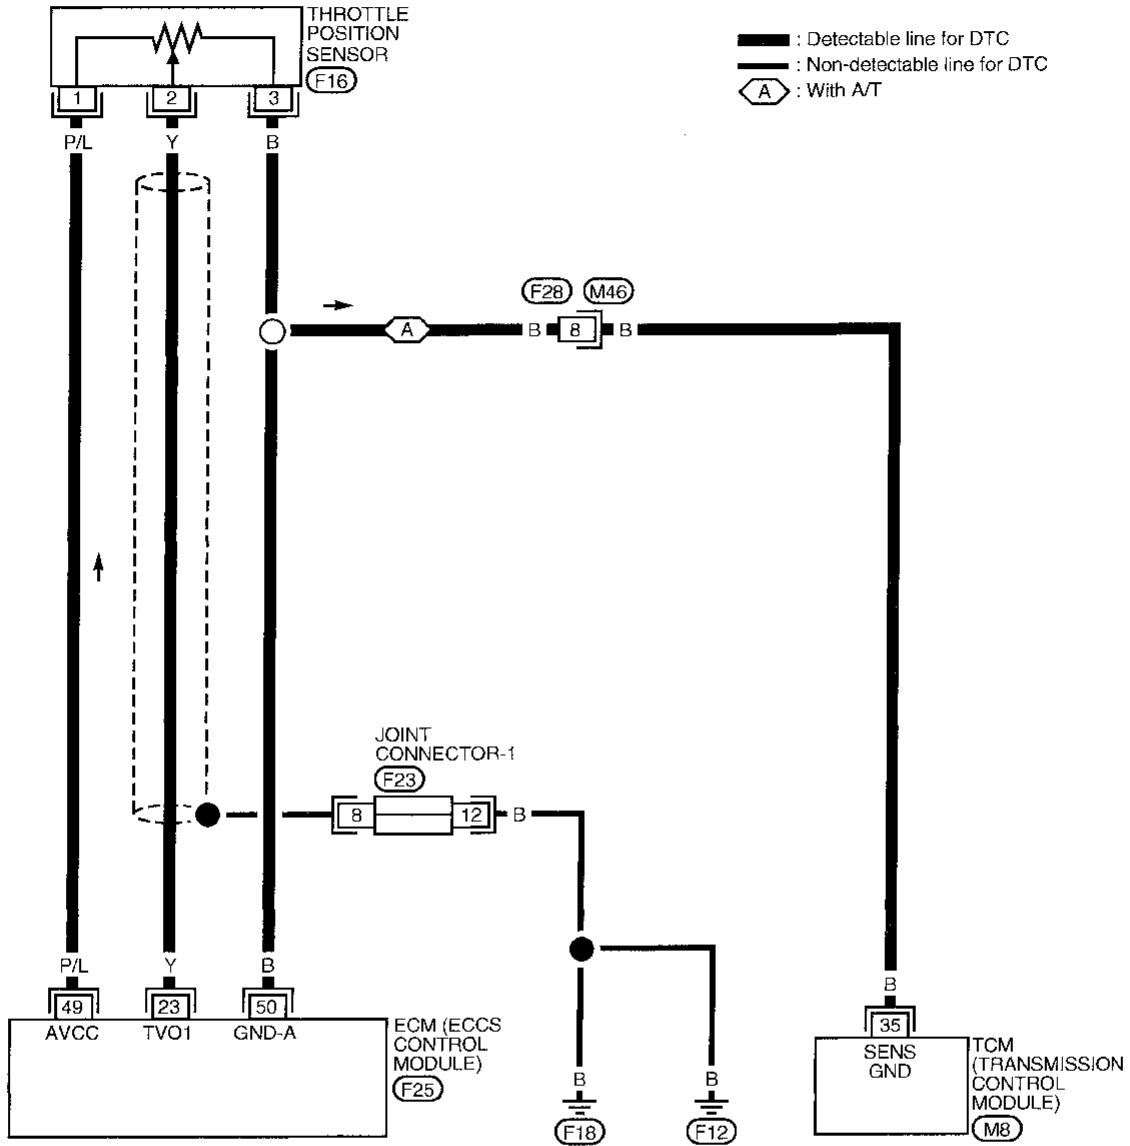 THROTTLE
POSITION
SENSOR
F16
: Detectable line for DTC
: Non-detectable line for DTC
A : With A/T
1 2 3
P/L Y B
F28 M46
A B 8 B
JOINT
CONNECTOR-1
F23
8 12 B
P/L Y B
B
49 23 50
AVCC TVO1 GND-A
ECM (ECCS
CONTROL
MODULE)
F25
35
SENS
GND
TCM
(TRANSMISSION
CONTROL
MODULE)
M8
B B
F18 F12